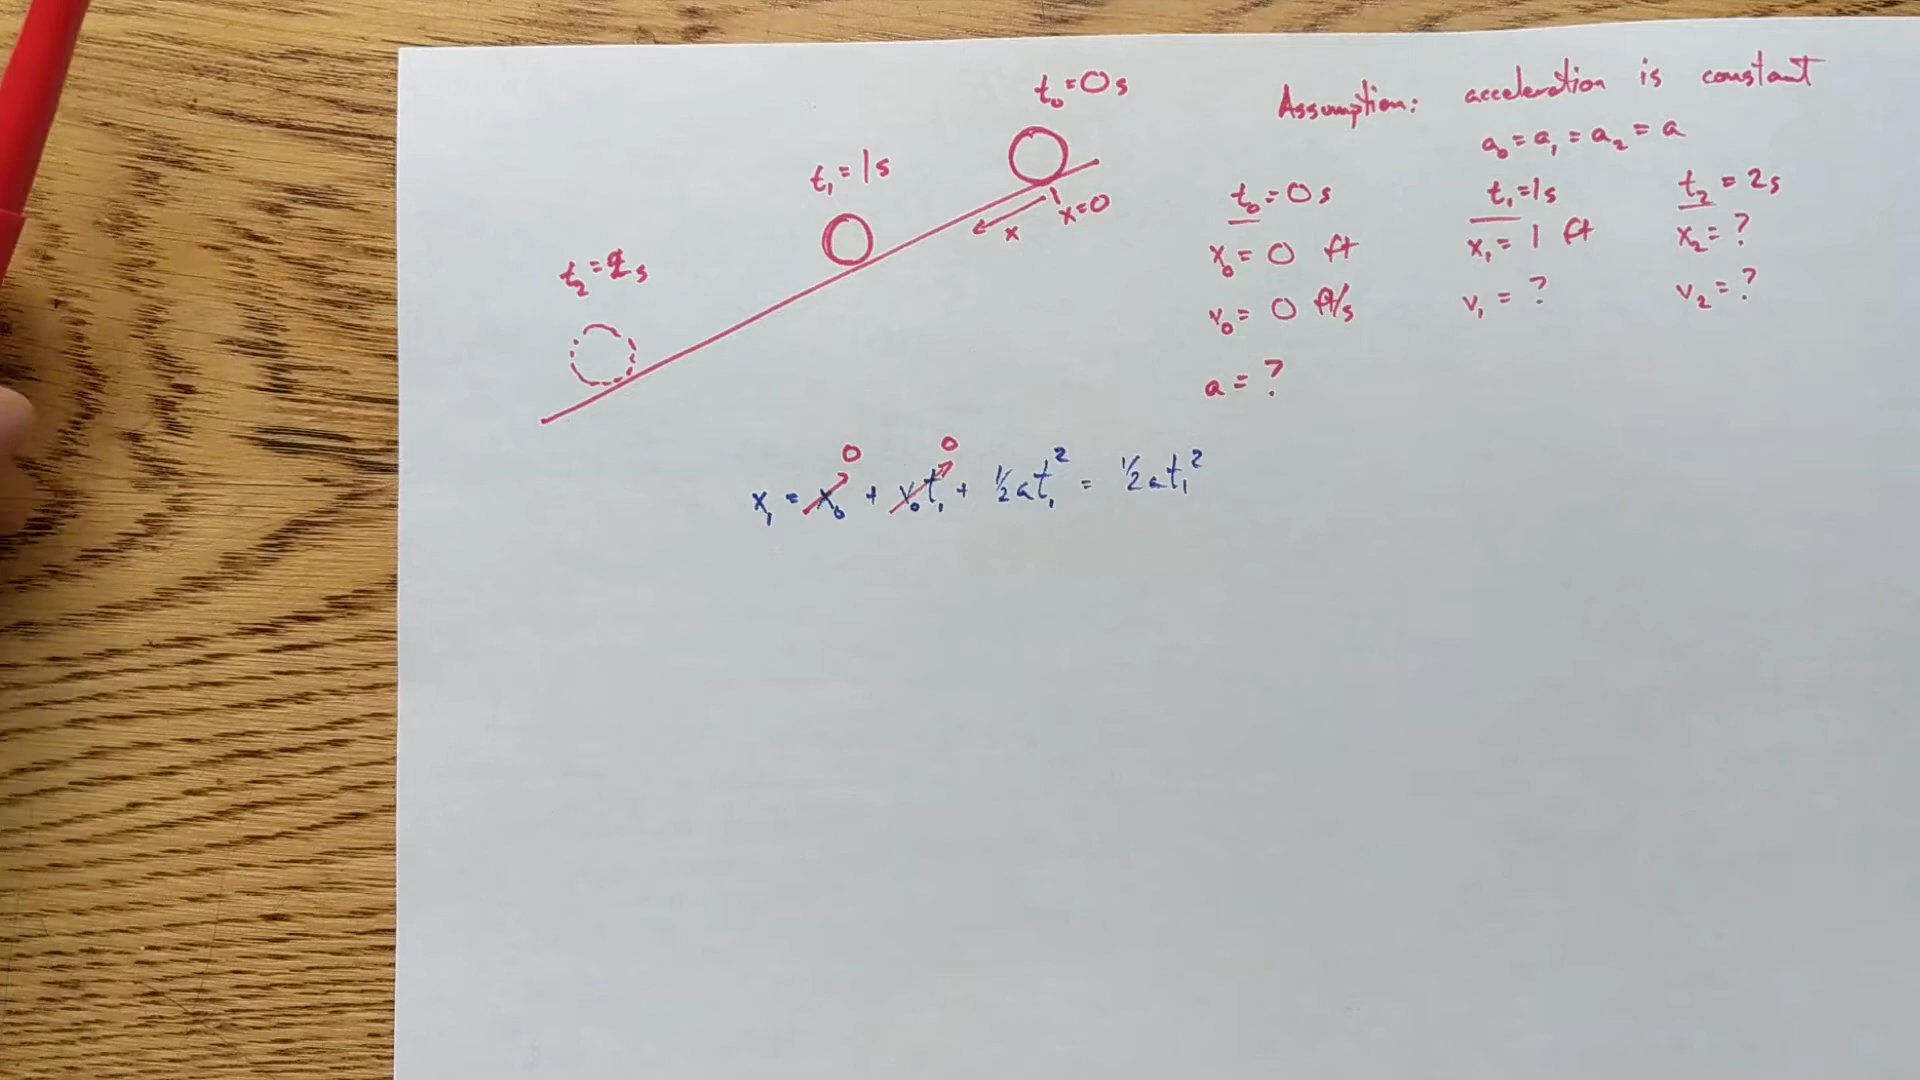 t₀=0s
t₁=1s
t₂=2s
x=0
x
Assumption: acceleration is constant
a₀=a₁=a₂=a
t₀=0s
x₀=0 ft
v₀=0 ft/s
a=?
t₁=1s
x₁=1 ft
v₁=?
t₂=2s
x₂=?
v₂=?
0 0
x₁=x₀+v₀t₁+½at₁²=½at₁²